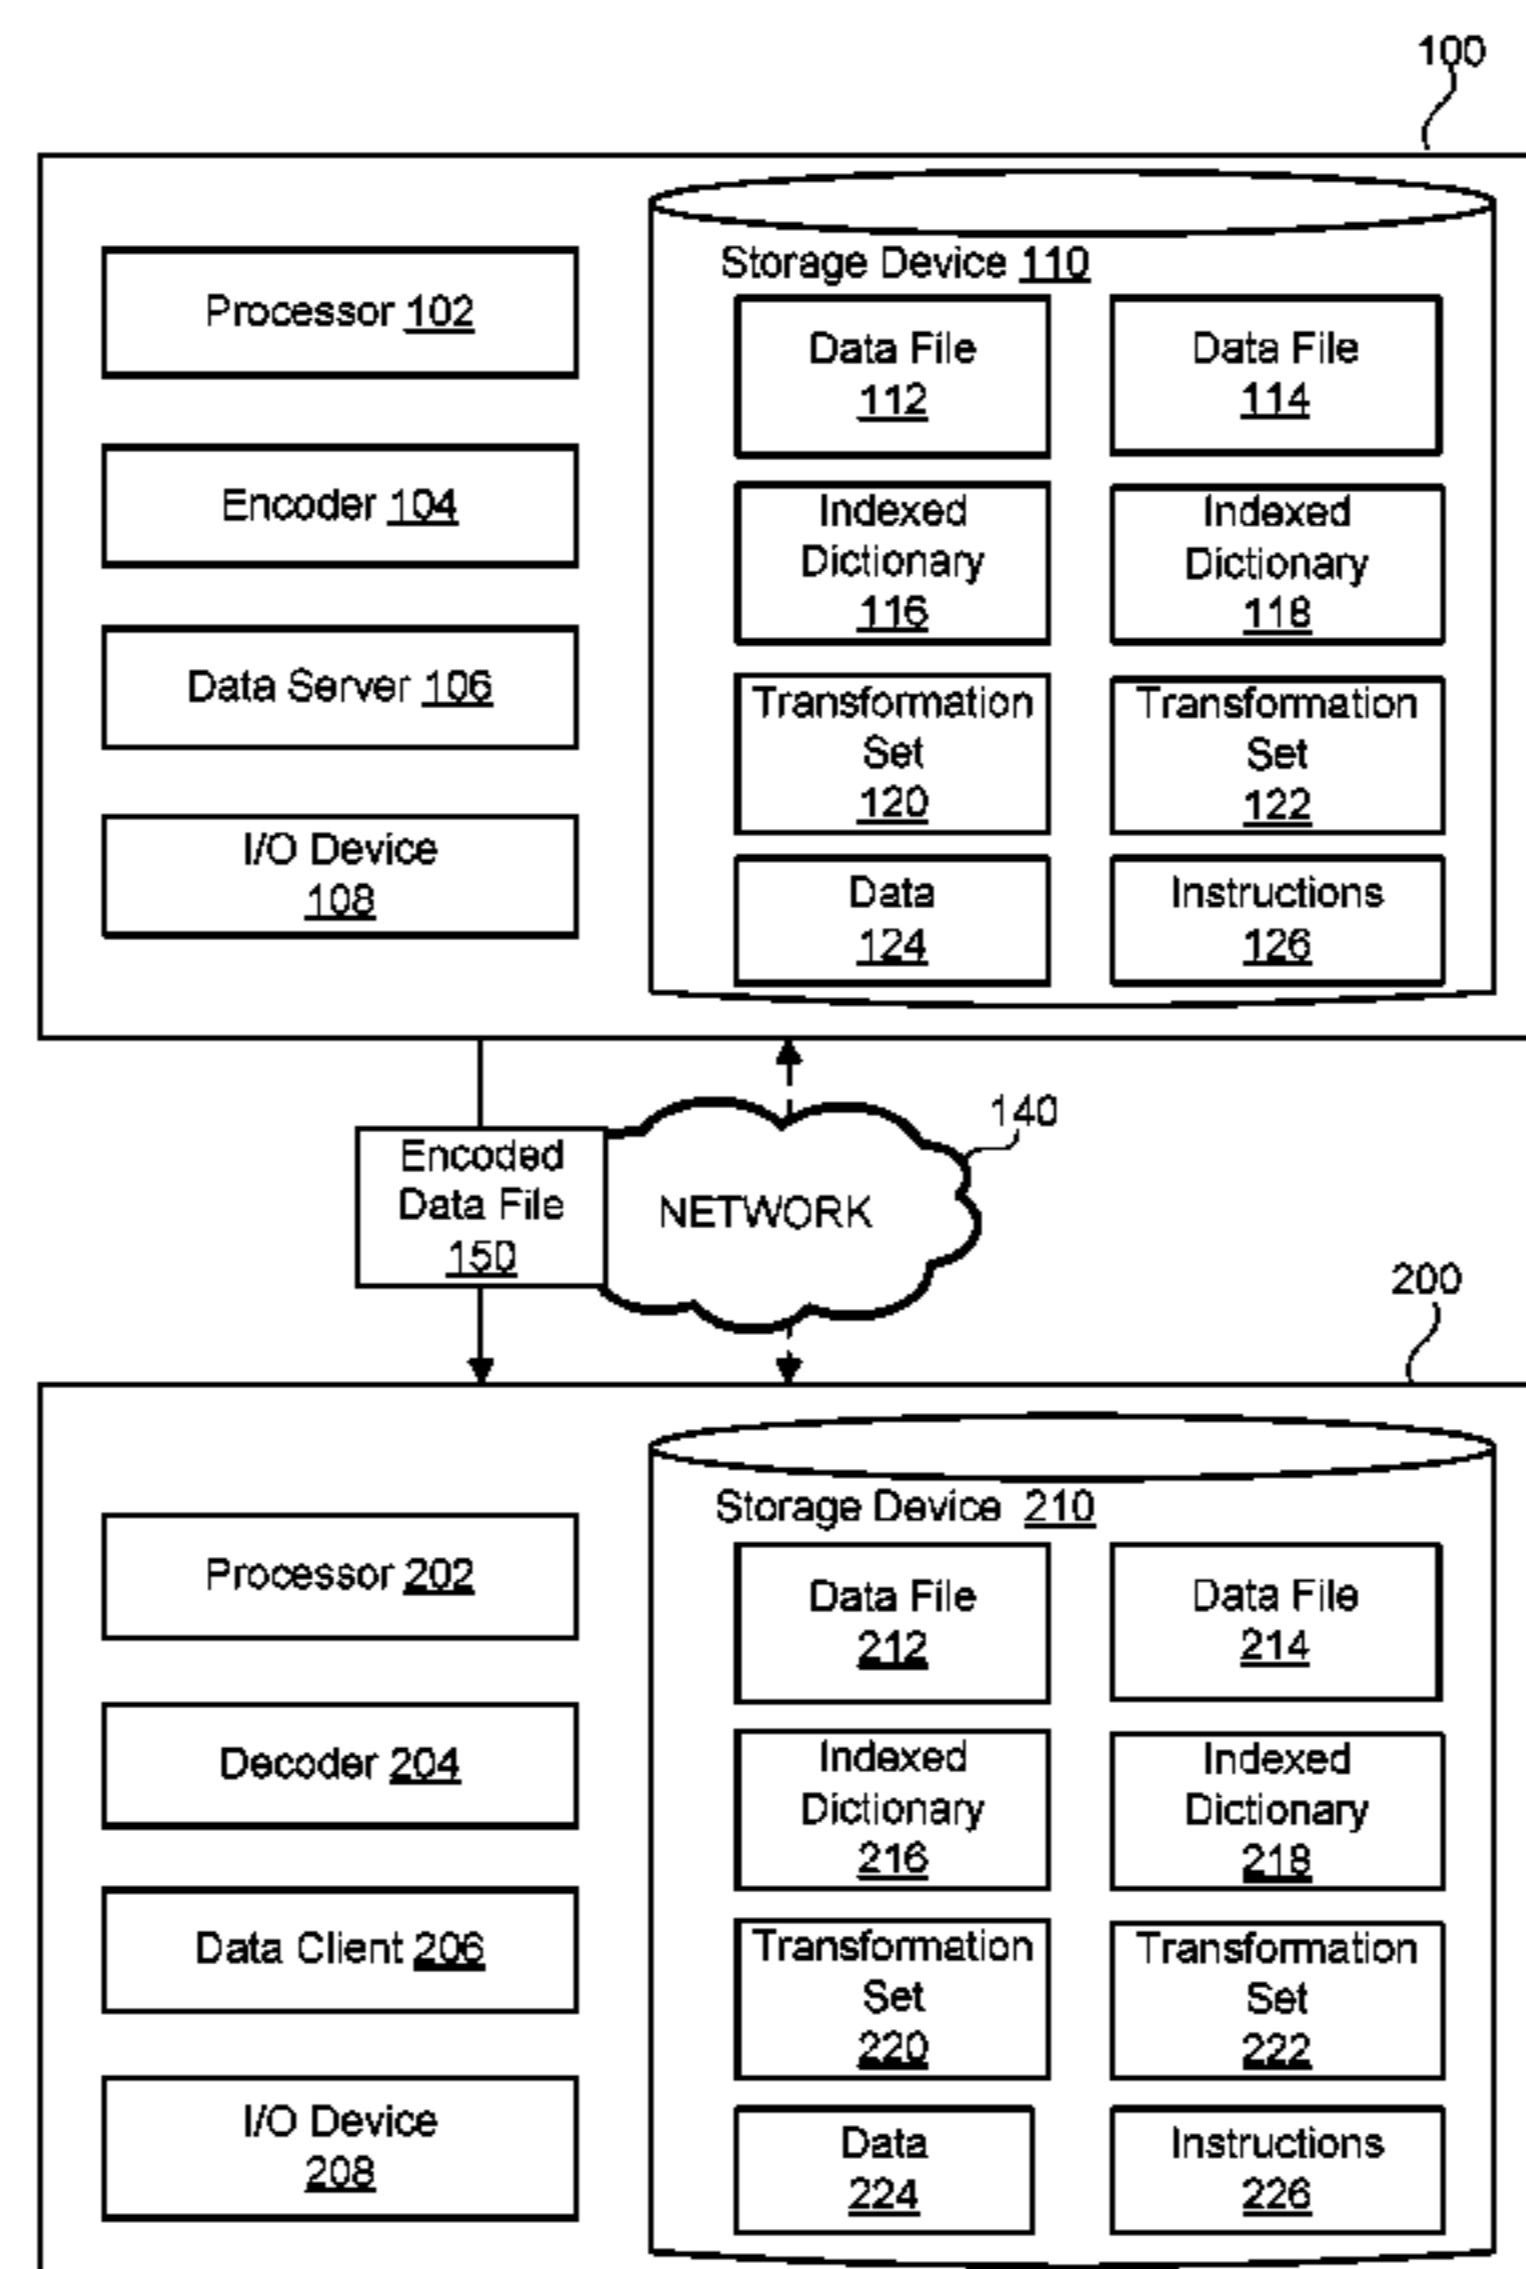 100
Storage Device 110
Processor 102
Encoder 104
Data Server 106
I/O Device
108
Data File
112
Data File
114
Indexed
Dictionary
116
Indexed
Dictionary
118
Transformation
Set
120
Transformation
Set
122
Data
124
Instructions
126
Encoded
Data File
150
NETWORK
140
200
Storage Device 210
Processor 202
Decoder 204
Data Client 206
I/O Device
208
Data File
212
Data File
214
Indexed
Dictionary
216
Indexed
Dictionary
218
Transformation
Set
220
Transformation
Set
222
Data
224
Instructions
226